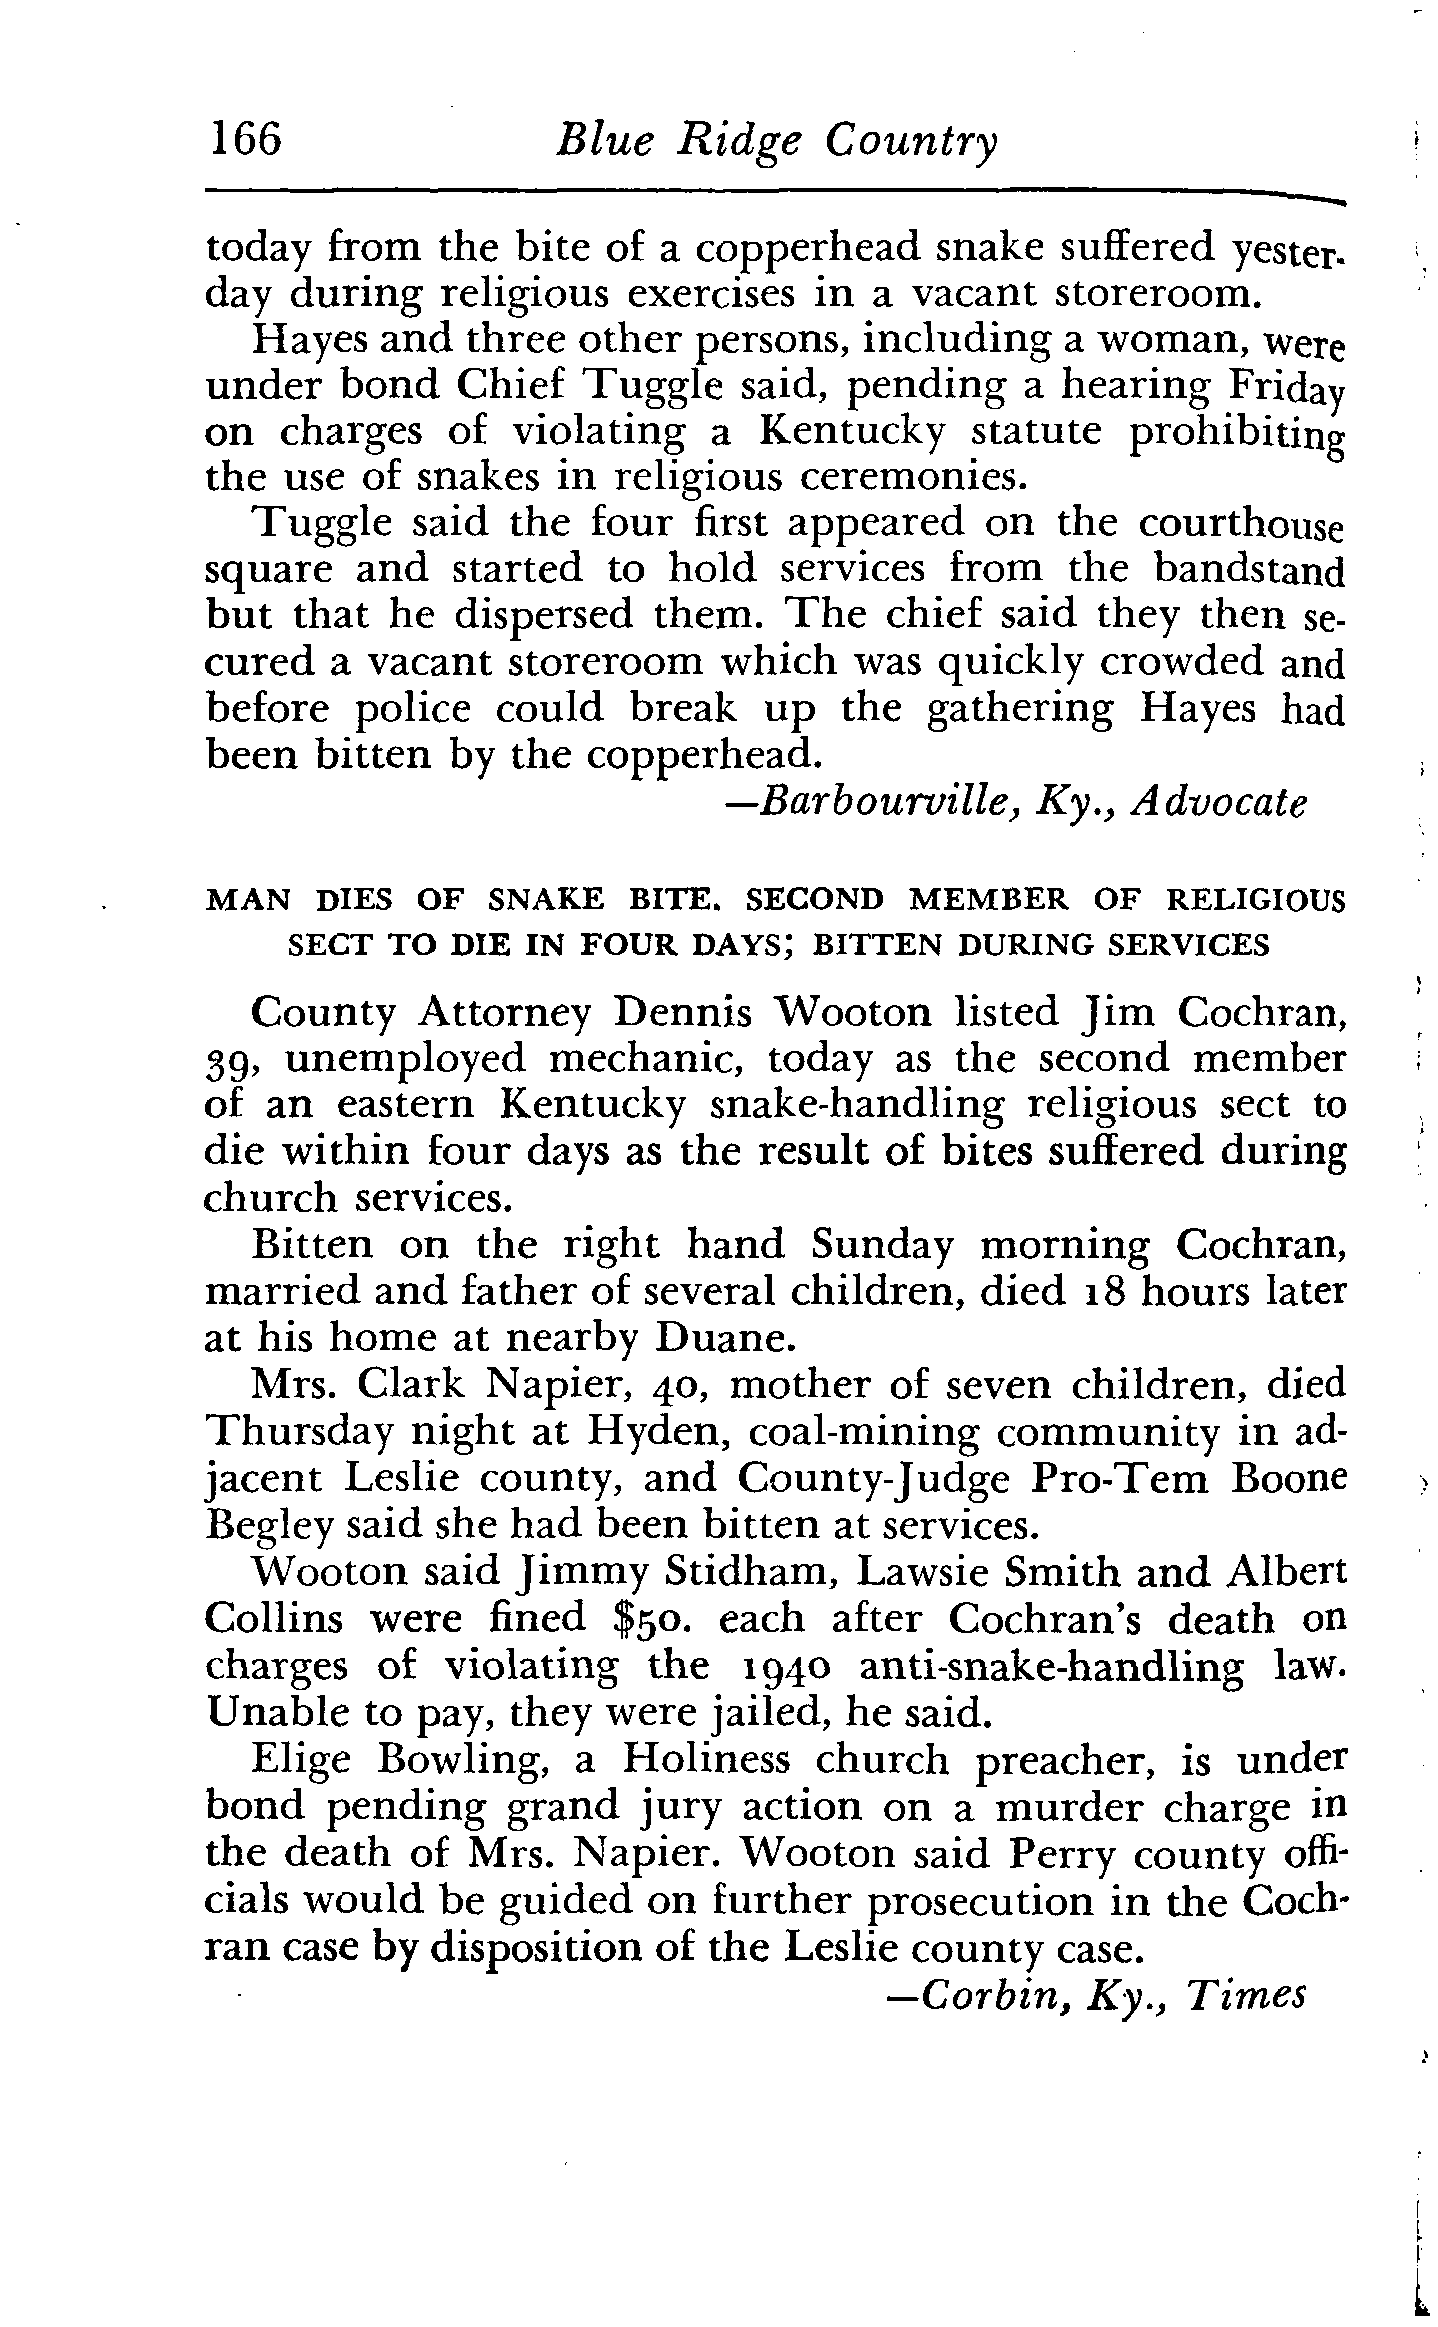 166 Blue Ridge Country
today from the bite of a copperhead snake suffered yester-
day during religious exercises in a vacant storeroom.
Hayes and three other persons, including a woman, were
under bond Chief Tuggle said, pending a hearing Friday
on charges of violating a Kentucky statute prohibiting
the use of snakes in religious ceremonies.
Tuggle said the four first appeared on the courthouse
square and started to hold services from the bandstand
but that he dispersed them. The chief said they then se-
cured a vacant storeroom which was quickly crowded and
before police could break up the gathering Hayes had
been bitten by the copperhead.
—Barbourville, Ky., Advocate
MAN DIES OF SNAKE BITE. SECOND MEMBER OF RELIGIOUS
SECT TO DIE IN FOUR DAYS; BITTEN DURING SERVICES
County Attorney Dennis Wooton listed Jim Cochran,
39, unemployed mechanic, today as the second member
of an eastern Kentucky snake-handling religious sect to
die within four days as the result of bites suffered during
church services.
Bitten on the right hand Sunday morning Cochran,
married and father of several children, died 18 hours later
at his home at nearby Duane.
Mrs. Clark Napier, 40, mother of seven children, died
Thursday night at Hyden, coal-mining community in ad-
jacent Leslie county, and County-Judge Pro-Tem Boone
Begley said she had been bitten at services.
Wooton said Jimmy Stidham, Lawsie Smith and Albert
Collins were fined $50. each after Cochran's death on
charges of violating the 1940 anti-snake-handling law.
Unable to pay, they were jailed, he said.
Elige Bowling, a Holiness church preacher, is under
bond pending grand jury action on a murder charge in
the death of Mrs. Napier. Wooton said Perry county offi-
cials would be guided on further prosecution in the Coch-
ran case by disposition of the Leslie county case.
—Corbin, Ky., Times